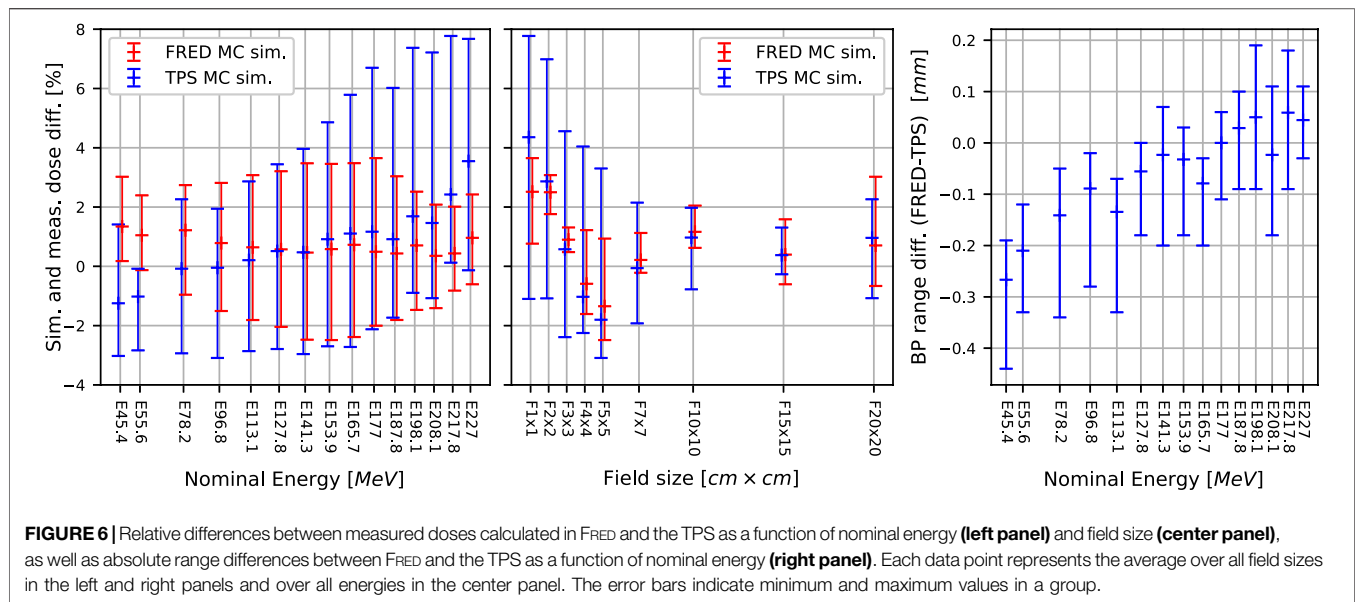 8
6
4
2
0
−2
−4
Sim. and meas. dose diff. [%]
FRED MC sim.
TPS MC sim.
E45.4
E55.6
E78.2
E96.8
E113.1
E127.8
E141.3
E153.9
E165.7
E177
E187.8
E198.1
E208.1
E217.8
E227
Nominal Energy [MeV]
FRED MC sim.
TPS MC sim.
F1x1
F2x2
F3x3
F4x4
F5x5
F7x7
F10x10
F15x15
F20x20
Field size [cm × cm]
0.2
0.1
0.0
−0.1
−0.2
−0.3
−0.4
BP range diff. (FRED-TPS) [mm]
E45.4
E55.6
E78.2
E96.8
E113.1
E127.8
E141.3
E153.9
E165.7
E177
E187.8
E198.1
E208.1
E217.8
E227
Nominal Energy [MeV]
FIGURE 6 | Relative differences between measured doses calculated in FRED and the TPS as a function of nominal energy (left panel) and field size (center panel),
as well as absolute range differences between FRED and the TPS as a function of nominal energy (right panel). Each data point represents the average over all field sizes
in the left and right panels and over all energies in the center panel. The error bars indicate minimum and maximum values in a group.